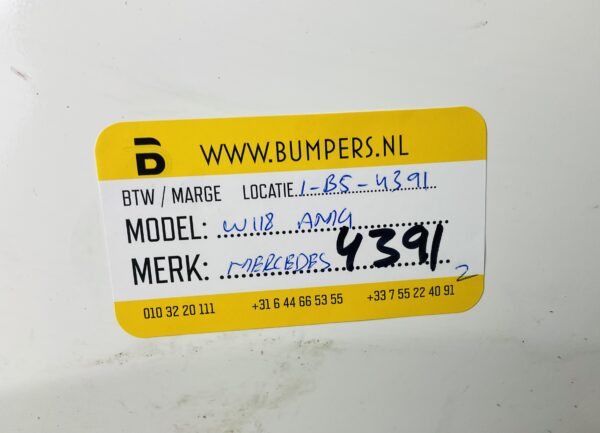 B WWW.BUMPERS.NL
BTW / MARGE LOCATIE 1-B5-4391
MODEL: W118 AMG
MERK: MERCEDES 4391 2
010 32 20 111 +31 6 44 66 53 55 +33 7 55 22 40 91